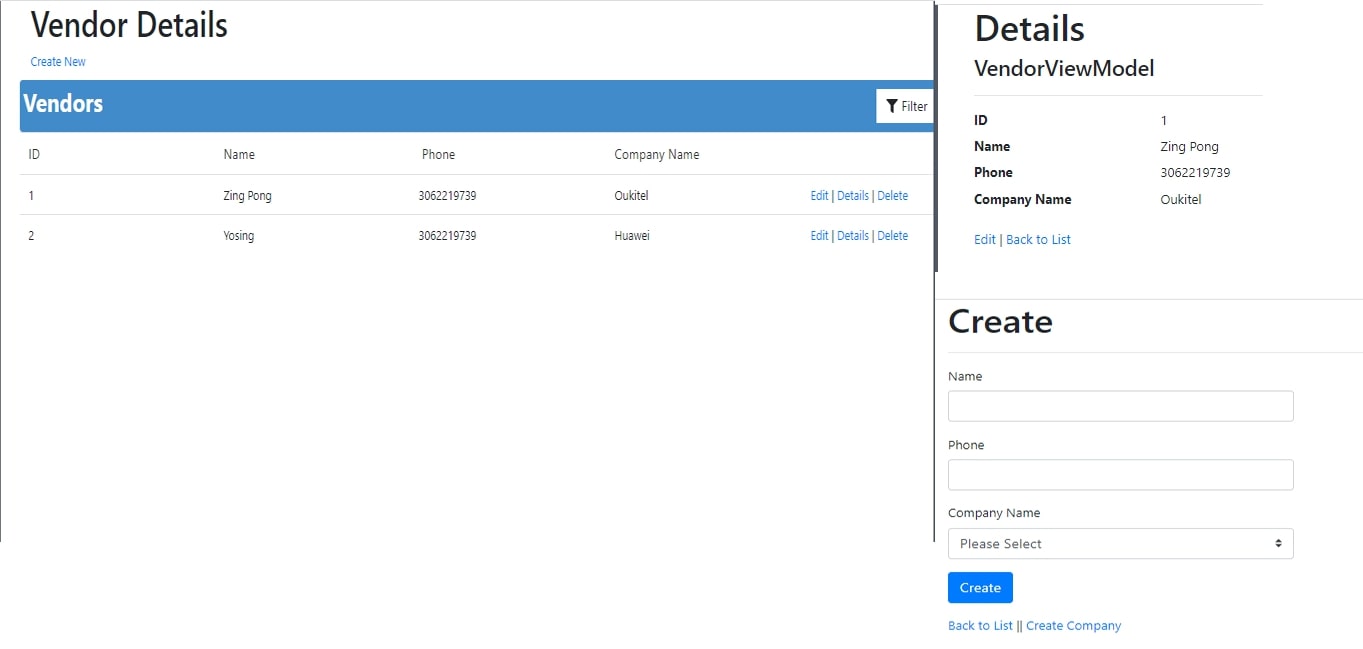 Vendor Details
Create New
Vendors
Filter
ID Name Phone Company Name
1 Zing Pong 3062219739 Oukitel Edit | Details | Delete
2 Yosing 3062219739 Huawei Edit | Details | Delete
Details
VendorViewModel
ID 1
Name Zing Pong
Phone 3062219739
Company Name Oukitel
Edit | Back to List
Create
Name
Phone
Company Name
Please Select
Create
Back to List || Create Company